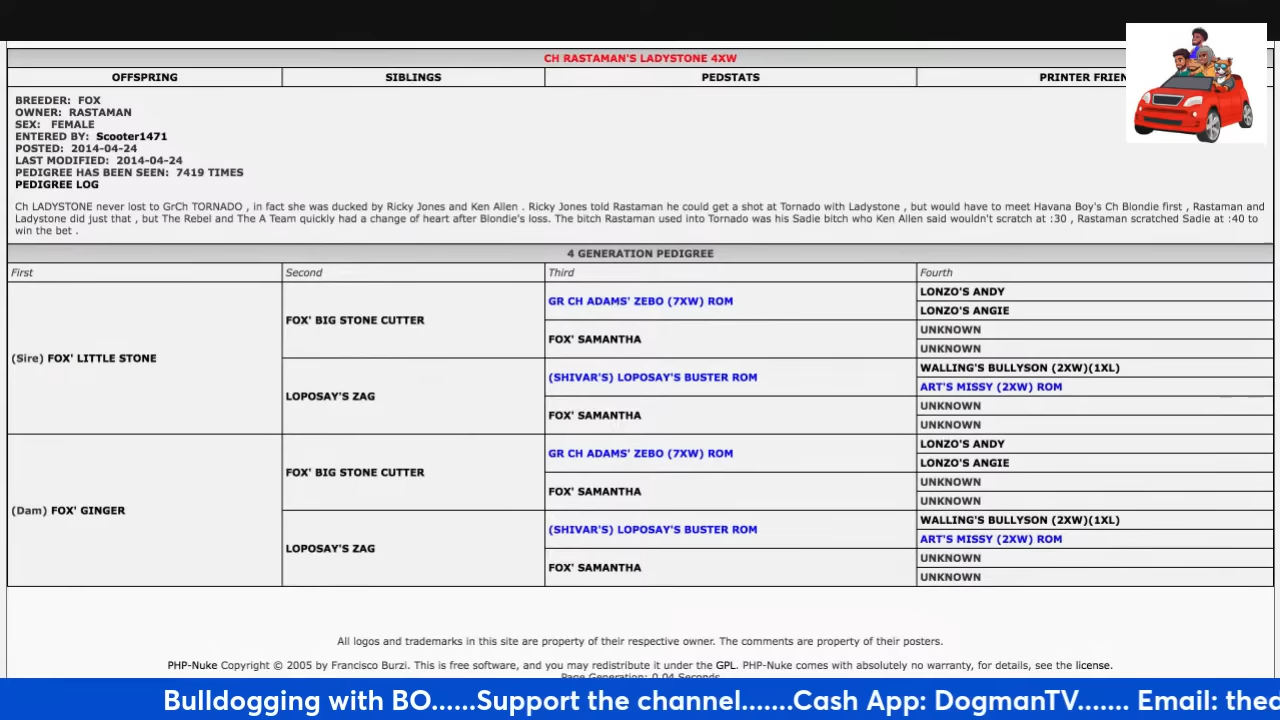 CH RASTAMAN'S LADYSTONE 4XW
OFFSPRING SIBLINGS PEDSTATS PRINTER FRIEN
BREEDER: FOX
OWNER: RASTAMAN
SEX: FEMALE
ENTERED BY: Scooter1471
POSTED: 2014-04-24
LAST MODIFIED: 2014-04-24
PEDIGREE HAS BEEN SEEN: 7419 TIMES
PEDIGREE LOG
Ch LADYSTONE never lost to GrCh TORNADO , in fact she was ducked by Ricky Jones and Ken Allen . Ricky Jones told Rastaman he could get a shot at Tornado with Ladystone , but would have to meet Havana Boy's Ch Blondie first , Rastaman and
Ladystone did just that , but The Rebel and The A Team quickly had a change of heart after Blondie's loss. The bitch Rastaman used into Tornado was his Sadie bitch who Ken Allen said wouldn't scratch at :30 , Rastaman scratched Sadie at :40 to
win the bet .
4 GENERATION PEDIGREE
First Second Third Fourth
(Sire) FOX' LITTLE STONE
FOX' BIG STONE CUTTER
GR CH ADAMS' ZEBO (7XW) ROM
LONZO'S ANDY
LONZO'S ANGIE
FOX' SAMANTHA
UNKNOWN
UNKNOWN
LOPOSAY'S ZAG
(SHIVAR'S) LOPOSAY'S BUSTER ROM
WALLING'S BULLYSON (2XW)(1XL)
ART'S MISSY (2XW) ROM
FOX' SAMANTHA
UNKNOWN
UNKNOWN
(Dam) FOX' GINGER
FOX' BIG STONE CUTTER
GR CH ADAMS' ZEBO (7XW) ROM
LONZO'S ANDY
LONZO'S ANGIE
FOX' SAMANTHA
UNKNOWN
UNKNOWN
LOPOSAY'S ZAG
(SHIVAR'S) LOPOSAY'S BUSTER ROM
WALLING'S BULLYSON (2XW)(1XL)
ART'S MISSY (2XW) ROM
FOX' SAMANTHA
UNKNOWN
UNKNOWN
All logos and trademarks in this site are property of their respective owner. The comments are property of their posters.
PHP-Nuke Copyright © 2005 by Francisco Burzi. This is free software, and you may redistribute it under the GPL. PHP-Nuke comes with absolutely no warranty, for details, see the license.
Page Generation: 0.04 Seconds
Bulldogging with BO......Support the channel.......Cash App: DogmanTV....... Email: thed